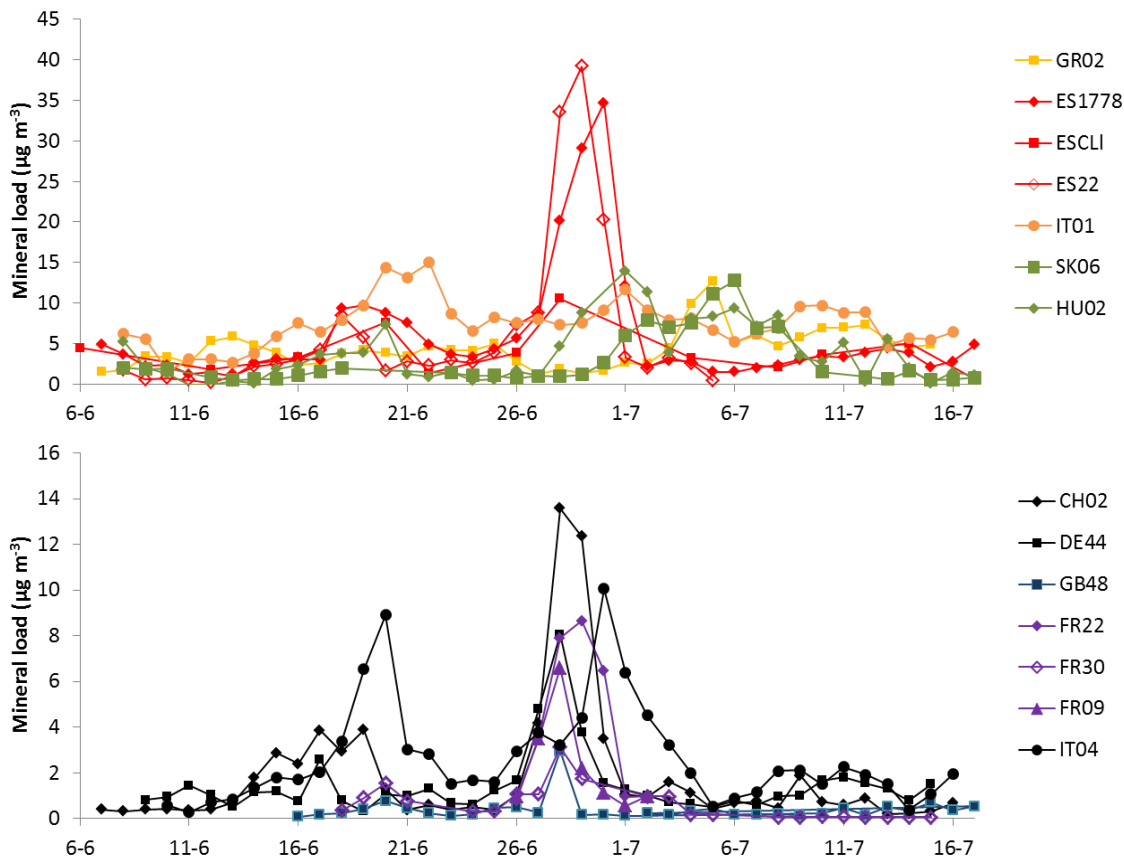 45
40
35
30
25
20
15
10
5
0
Mineral load (µg m⁻³)
6-6 11-6 16-6 21-6 26-6 1-7 6-7 11-7 16-7
GR02
ES1778
ESCLl
ES22
IT01
SK06
HU02
16
14
12
10
8
6
4
2
0
Mineral load (µg m⁻³)
6-6 11-6 16-6 21-6 26-6 1-7 6-7 11-7 16-7
CH02
DE44
GB48
FR22
FR30
FR09
IT04